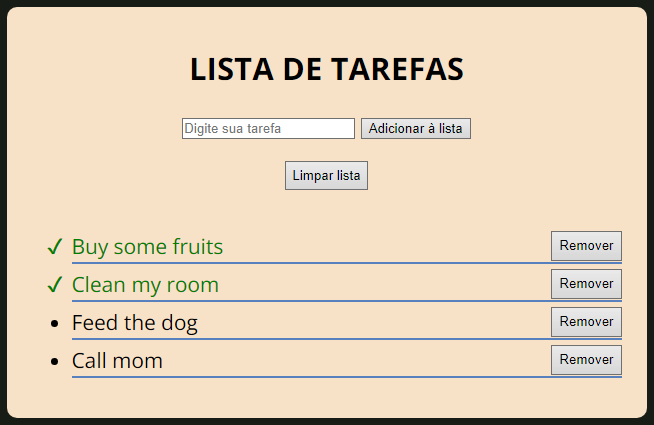 LISTA DE TAREFAS
Digite sua tarefa Adicionar à lista
Limpar lista
✓ Buy some fruits Remover
✓ Clean my room Remover
• Feed the dog Remover
• Call mom Remover